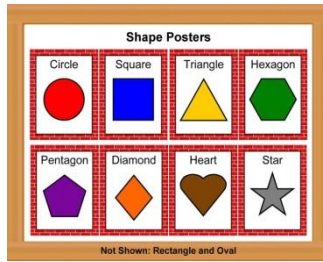 Shape Posters
Circle Square Triangle Hexagon
Pentagon Diamond Heart Star
Not Shown: Rectangle and Oval